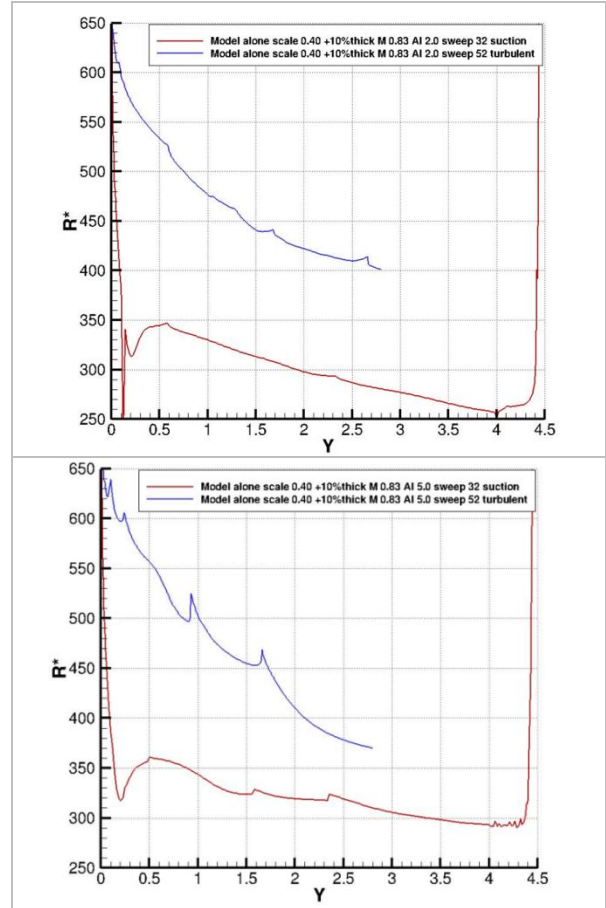 650
Model alone scale 0.40 +10%thick M 0.83 Al 2.0 sweep 32 suction
Model alone scale 0.40 +10%thick M 0.83 Al 2.0 sweep 52 turbulent
600
550
500
450
R*
400
350
300
250
0 0.5 1 1.5 2 2.5 3 3.5 4 4.5
Y
650
Model alone scale 0.40 +10%thick M 0.83 Al 5.0 sweep 32 suction
Model alone scale 0.40 +10%thick M 0.83 Al 5.0 sweep 52 turbulent
600
550
500
450
R*
400
350
300
250
0 0.5 1 1.5 2 2.5 3 3.5 4 4.5
Y